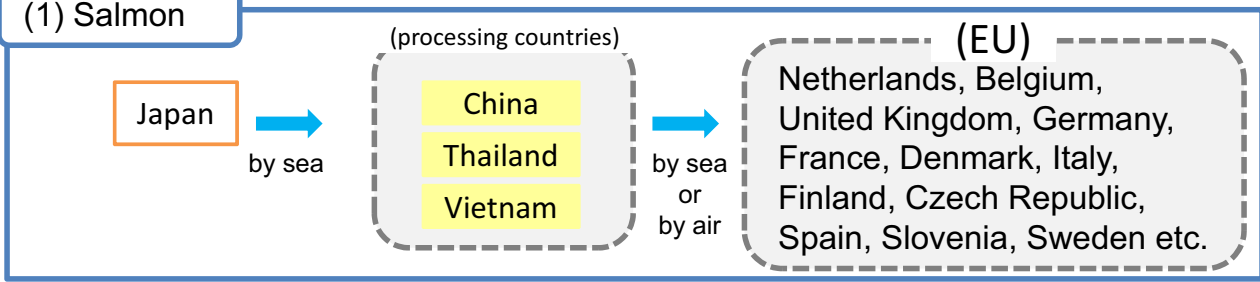 (1) Salmon
Japan
by sea
(processing countries)
China
Thailand
Vietnam
by sea
or
by air
(EU)
Netherlands, Belgium,
United Kingdom, Germany,
France, Denmark, Italy,
Finland, Czech Republic,
Spain, Slovenia, Sweden etc.